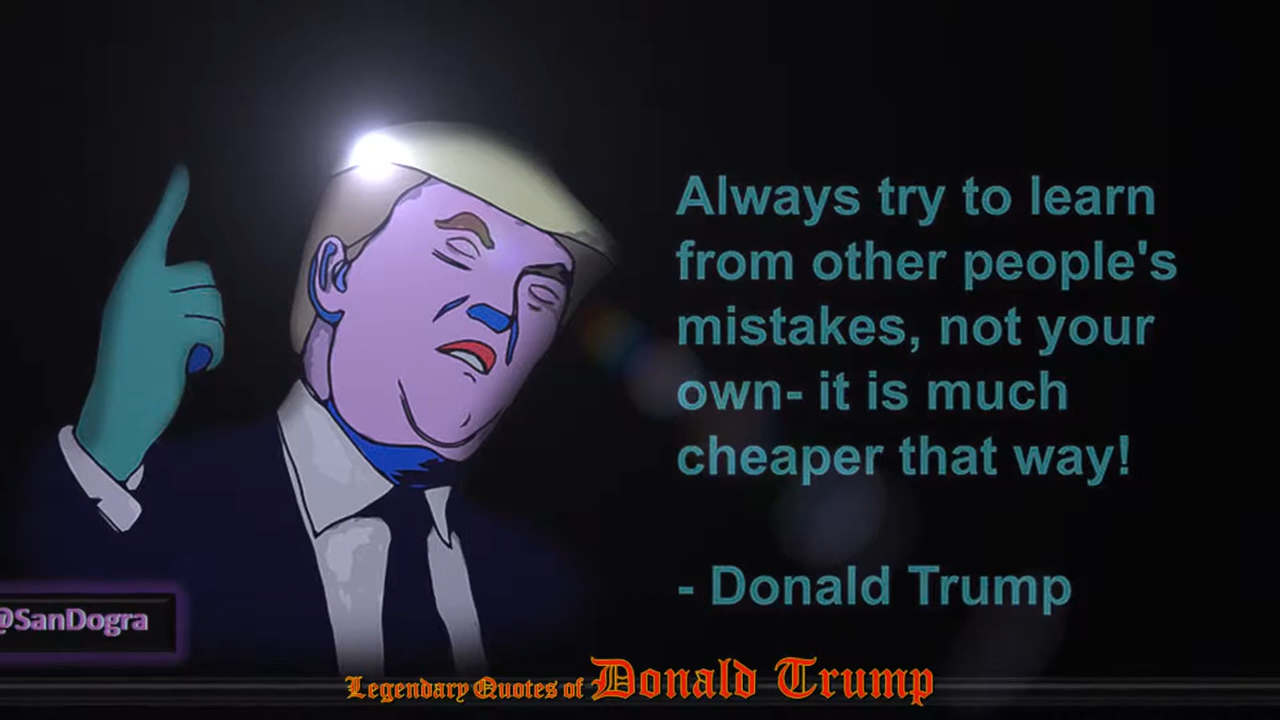 Always try to learn
from other people's
mistakes, not your
own- it is much
cheaper that way!
- Donald Trump
@SanDogra
Legendary Quotes of Donald Trump